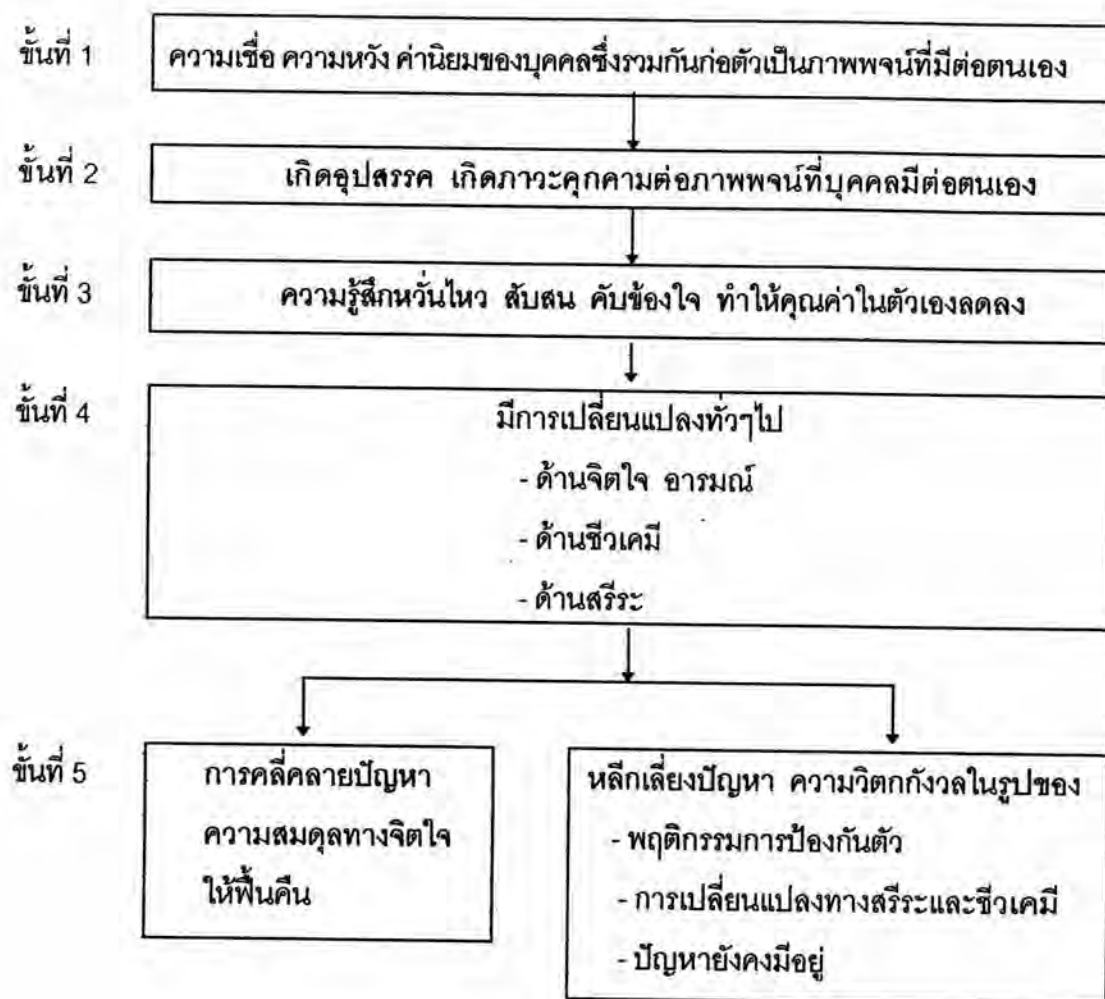 ขั้นที่ 1
ความเชื่อ ความหวัง ค่านิยมของบุคคลซึ่งรวมกันก่อตัวเป็นภาพพจน์ที่มีต่อตนเอง
ขั้นที่ 2
เกิดอุปสรรค เกิดภาวะคุกคามต่อภาพพจน์ที่บุคคลมีต่อตนเอง
ขั้นที่ 3
ความรู้สึกหวั่นไหว สับสน คับข้องใจ ทำให้คุณค่าในตัวเองลดลง
ขั้นที่ 4
มีการเปลี่ยนแปลงทั่วๆไป
- ด้านจิตใจ อารมณ์
- ด้านชีวเคมี
- ด้านสรีระ
ขั้นที่ 5
การคลี่คลายปัญหา
ความสมดุลทางจิตใจ
ให้ฟื้นคืน
หลีกเลี่ยงปัญหา ความวิตกกังวลในรูปของ
- พฤติกรรมการป้องกันตัว
- การเปลี่ยนแปลงทางสรีระและชีวเคมี
- ปัญหายังคงมีอยู่